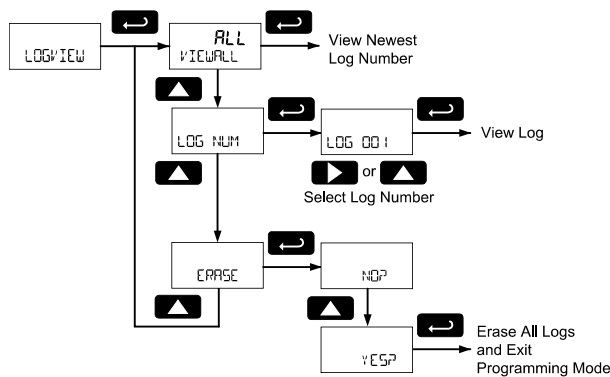 ALL
LOGVIEW
VIEWALL
View Newest
Log Number
LOG NUM
LOG 001
View Log
or
Select Log Number
ERASE
NO?
YES?
Erase All Logs
and Exit
Programming Mode